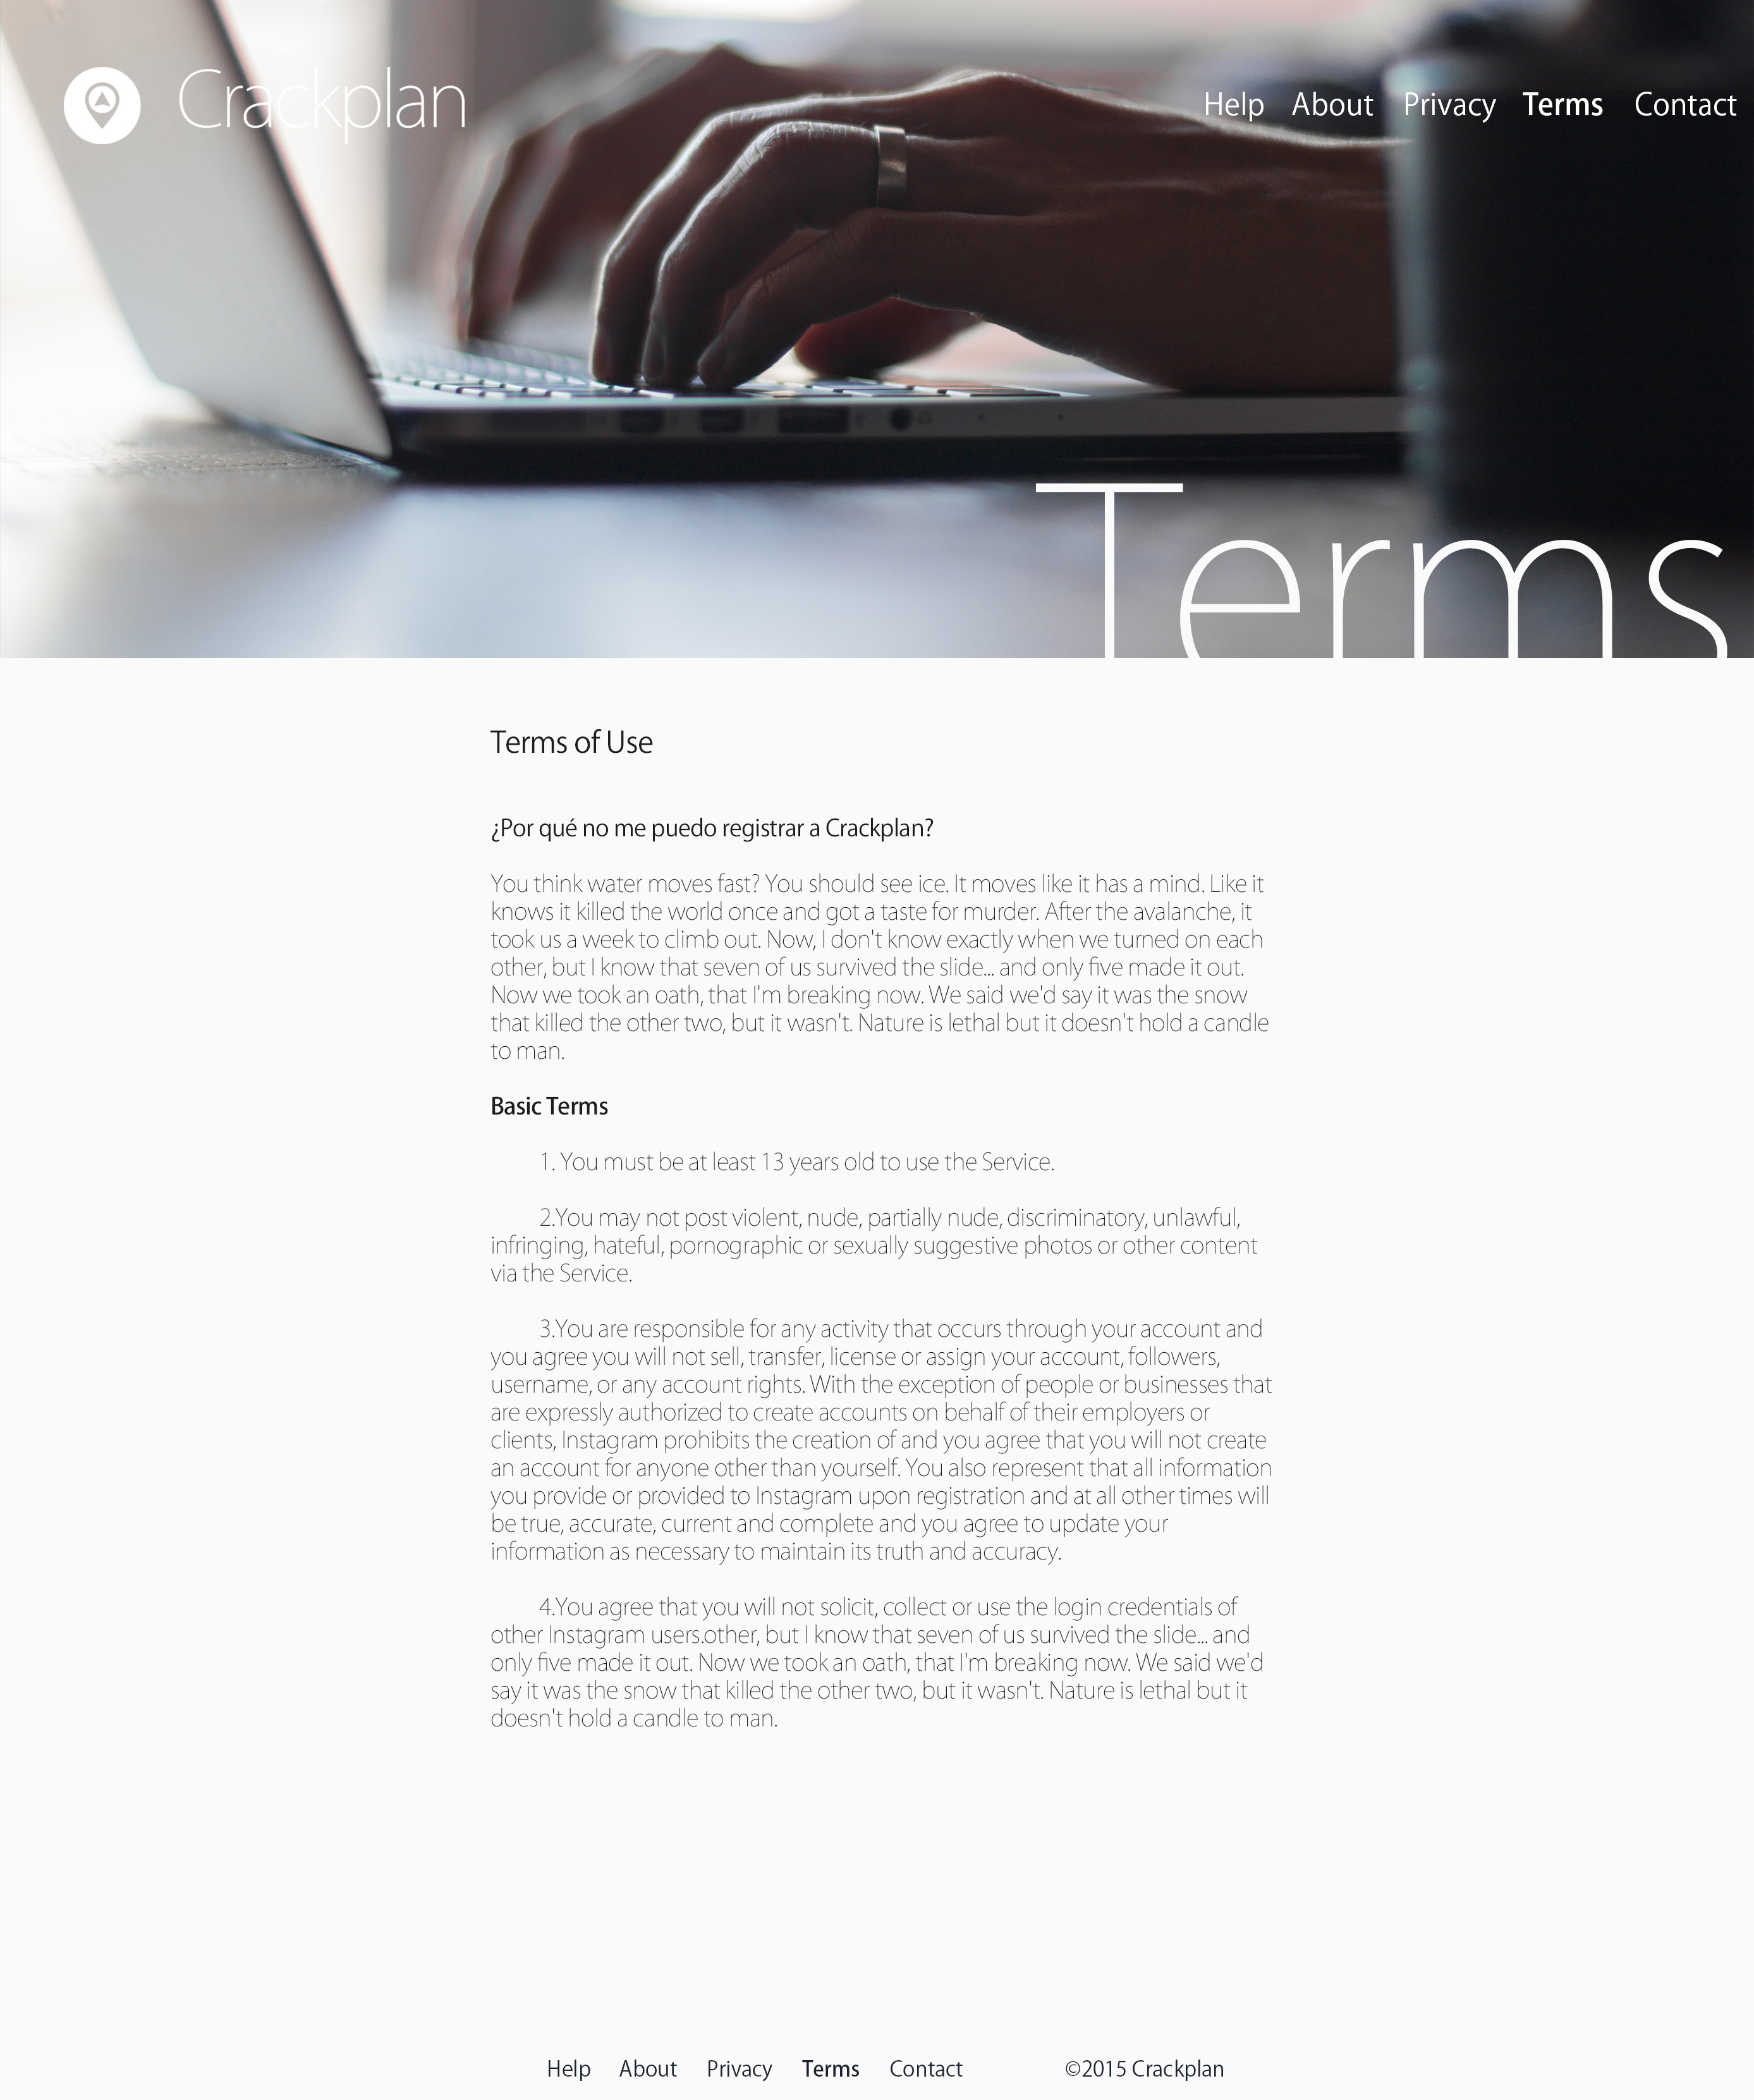 Crackplan
Help About Privacy Terms Contact
Terms
Terms of Use
¿Por qué no me puedo registrar a Crackplan?
You think water moves fast? You should see ice. It moves like it has a mind. Like it
knows it killed the world once and got a taste for murder. After the avalanche, it
took us a week to climb out. Now, I don't know exactly when we turned on each
other, but I know that seven of us survived the slide... and only five made it out.
Now we took an oath, that I'm breaking now. We said we'd say it was the snow
that killed the other two, but it wasn't. Nature is lethal but it doesn't hold a candle
to man.
Basic Terms
1. You must be at least 13 years old to use the Service.
2.You may not post violent, nude, partially nude, discriminatory, unlawful,
infringing, hateful, pornographic or sexually suggestive photos or other content
via the Service.
3.You are responsible for any activity that occurs through your account and
you agree you will not sell, transfer, license or assign your account, followers,
username, or any account rights. With the exception of people or businesses that
are expressly authorized to create accounts on behalf of their employers or
clients, Instagram prohibits the creation of and you agree that you will not create
an account for anyone other than yourself. You also represent that all information
you provide or provided to Instagram upon registration and at all other times will
be true, accurate, current and complete and you agree to update your
information as necessary to maintain its truth and accuracy.
4.You agree that you will not solicit, collect or use the login credentials of
other Instagram users.other, but I know that seven of us survived the slide... and
only five made it out. Now we took an oath, that I'm breaking now. We said we'd
say it was the snow that killed the other two, but it wasn't. Nature is lethal but it
doesn't hold a candle to man.
Help About Privacy Terms Contact ©2015 Crackplan